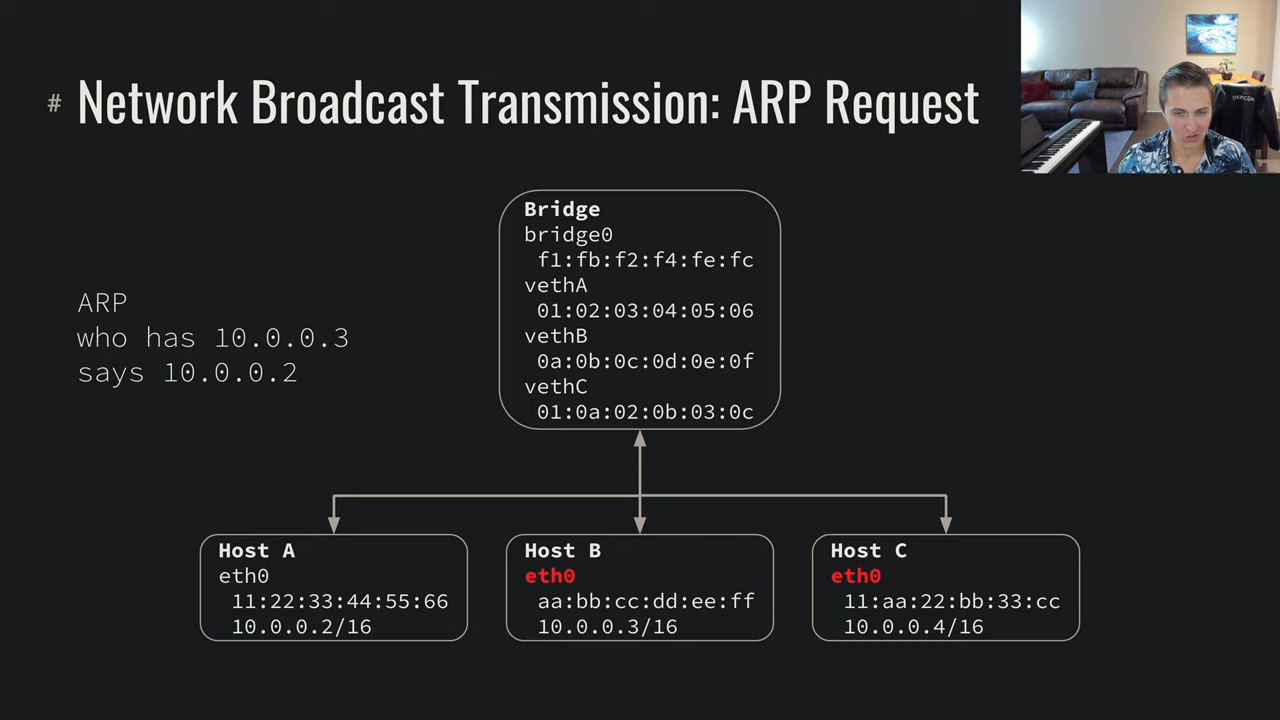 # Network Broadcast Transmission: ARP Request
DEFCON
Bridge
bridge0
f1:fb:f2:f4:fe:fc
vethA
01:02:03:04:05:06
vethB
0a:0b:0c:0d:0e:0f
vethC
01:0a:02:0b:03:0c
ARP
who has 10.0.0.3
says 10.0.0.2
Host A
eth0
11:22:33:44:55:66
10.0.0.2/16
Host B
eth0
aa:bb:cc:dd:ee:ff
10.0.0.3/16
Host C
eth0
11:aa:22:bb:33:cc
10.0.0.4/16